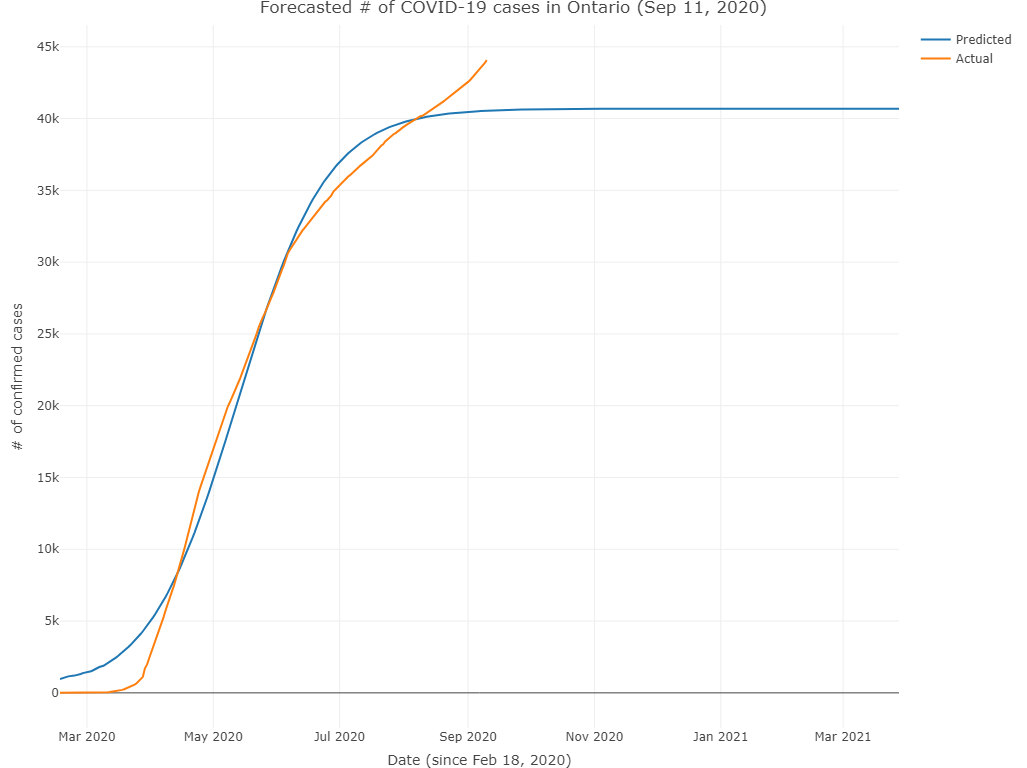 Forecasted # of COVID-19 cases in Ontario (Sep 11, 2020)
Predicted
Actual
45k
40k
35k
30k
25k
20k
15k
10k
5k
0
# of confirmed cases
Mar 2020 May 2020 Jul 2020 Sep 2020 Nov 2020 Jan 2021 Mar 2021
Date (since Feb 18, 2020)